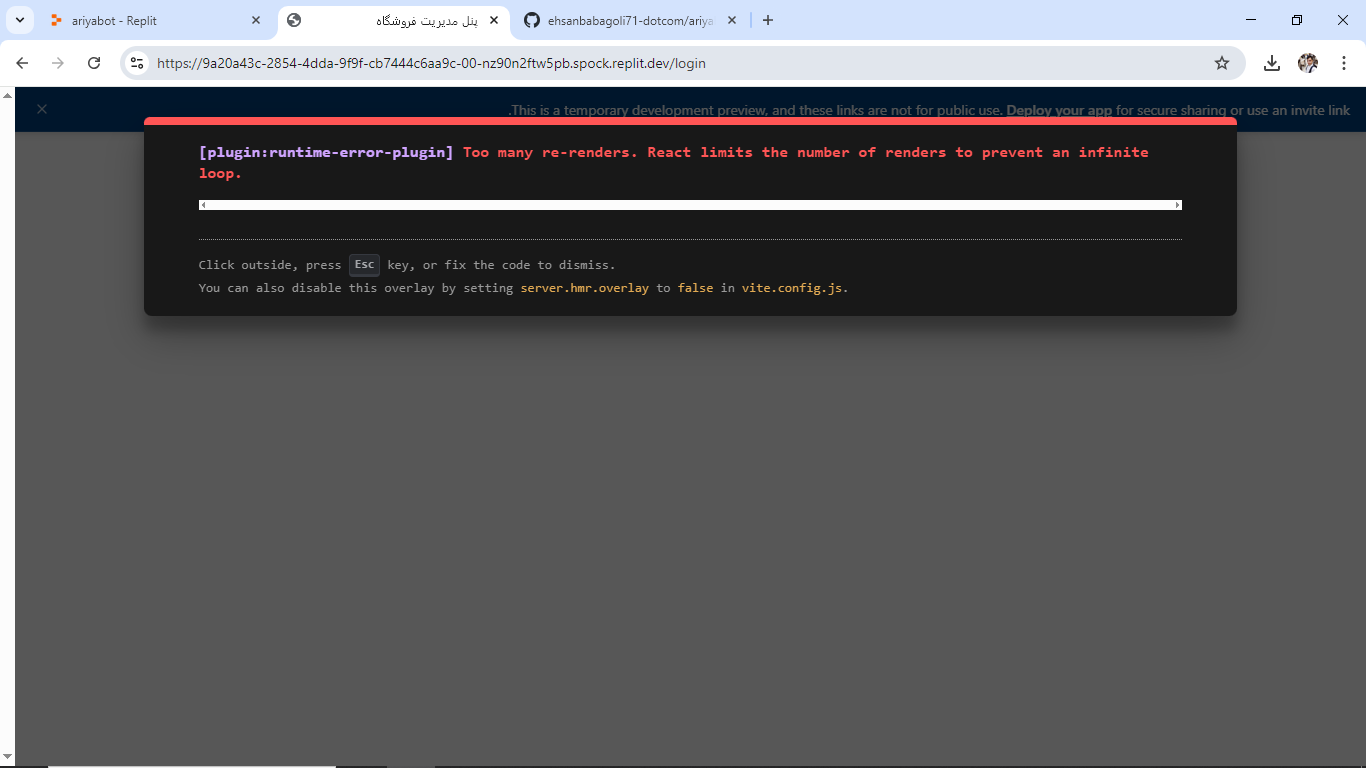 ariyabot - Replit
پنل مدیریت فروشگاه
ehsanbabagoli71-dotcom/ariya
https://9a20a43c-2854-4dda-9f9f-cb7444c6aa9c-00-nz90n2ftw5pb.spock.replit.dev/login
.This is a temporary development preview, and these links are not for public use. Deploy your app for secure sharing or use an invite link
[plugin:runtime-error-plugin] Too many re-renders. React limits the number of renders to prevent an infinite
loop.
Click outside, press Esc key, or fix the code to dismiss.
You can also disable this overlay by setting server.hmr.overlay to false in vite.config.js.